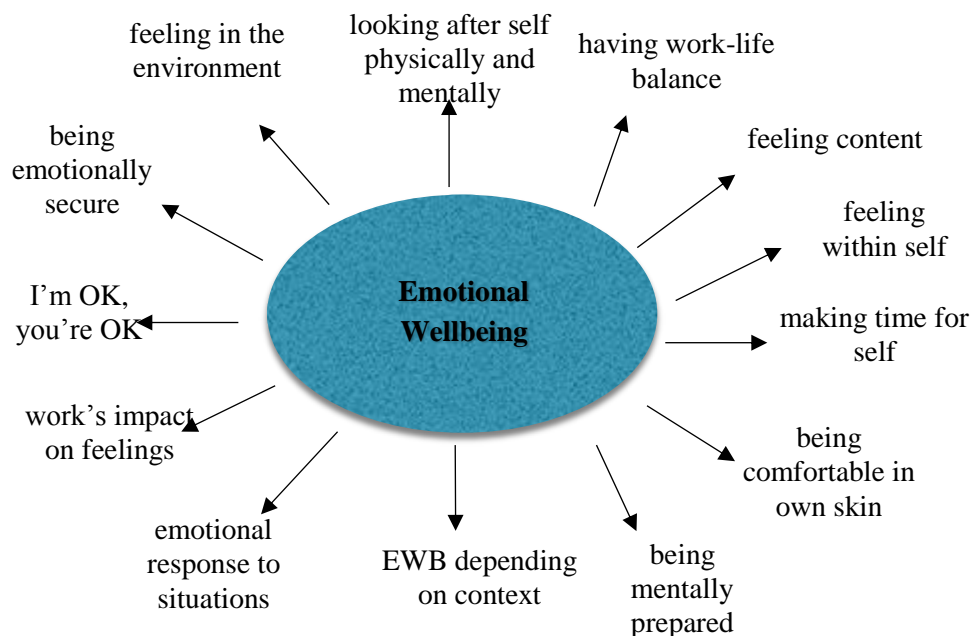 feeling in the
environment
looking after self
physically and
mentally
having work-life
balance
being
emotionally
secure
feeling content
feeling
within self
I’m OK,
you’re OK
Emotional
Wellbeing
making time for
self
work’s impact
on feelings
being
comfortable in
own skin
emotional
response to
situations
EWB depending
on context
being
mentally
prepared